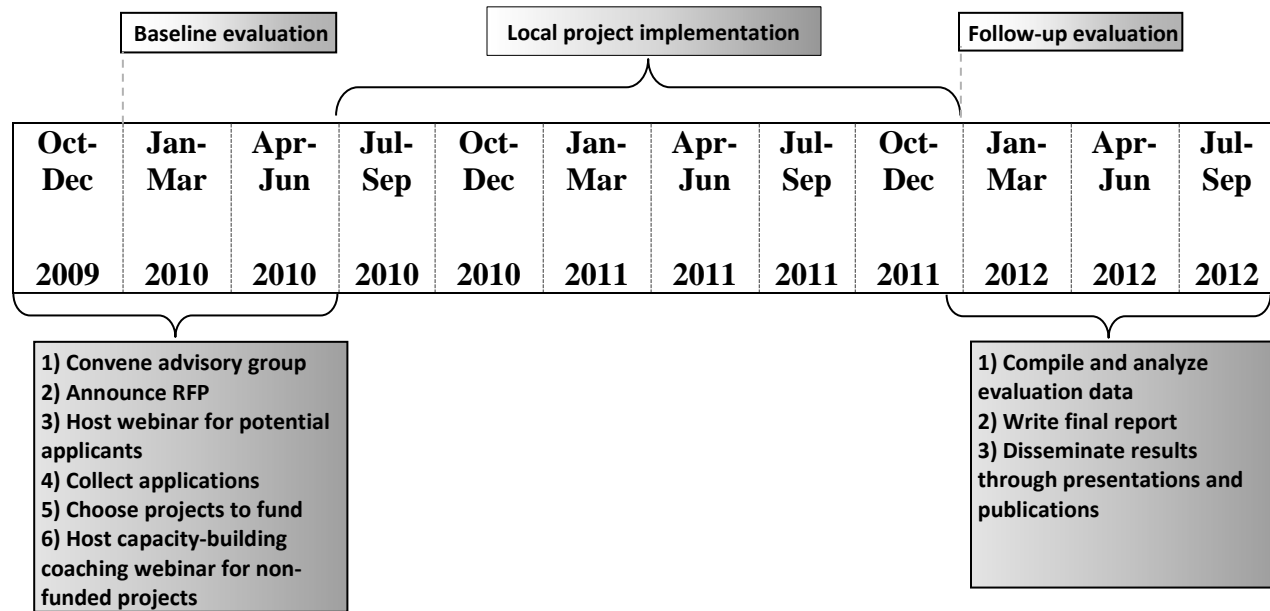 Baseline evaluation
Local project implementation
Follow-up evaluation
Oct- Jan- Apr- Jul- Oct- Jan- Apr- Jul- Oct- Jan- Apr- Jul-
Dec Mar Jun Sep Dec Mar Jun Sep Dec Mar Jun Sep
2009 2010 2010 2010 2010 2011 2011 2011 2011 2012 2012 2012
1) Convene advisory group
2) Announce RFP
3) Host webinar for potential
applicants
4) Collect applications
5) Choose projects to fund
6) Host capacity-building
coaching webinar for non-
funded projects
1) Compile and analyze
evaluation data
2) Write final report
3) Disseminate results
through presentations and
publications